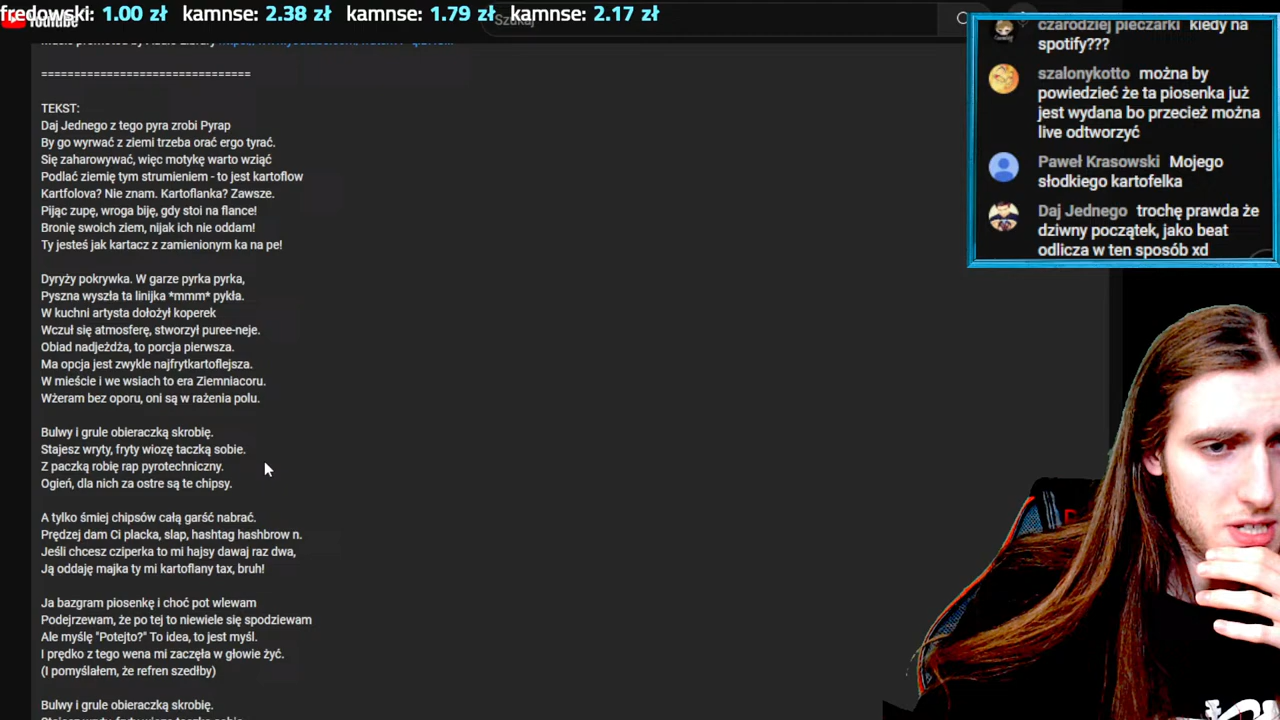 fredowski: 1.00 zł kamnse: 2.38 zł kamnse: 1.79 zł kamnse: 2.17 zł
Szukaj
===============================
TEKST:
Daj Jednego z tego pyra zrobi Pyrap
By go wyrwać z ziemi trzeba orać ergo tyrać.
Się zaharowywać, więc motykę warto wziąć
Podlać ziemię tym strumieniem - to jest kartoflow
Kartfolova? Nie znam. Kartoflanka? Zawsze.
Pijąc zupę, wroga biję, gdy stoi na flance!
Bronię swoich ziem, nijak ich nie oddam!
Ty jesteś jak kartacz z zamienionym ka na pe!
Dyryży pokrywka. W garze pyrka pyrka,
Pyszna wyszła ta linijka *mmm* pykła.
W kuchni artysta dołożył koperek
Wczuł się atmosferę, stworzył puree-neje.
Obiad nadjeżdża, to porcja pierwsza.
Ma opcja jest zwykle najfrytkartoflejsza.
W mieście i we wsiach to era Ziemniacoru.
Wżeram bez oporu, oni są w rażenia polu.
Bulwy i grule obieraczką skrobię.
Stajesz wryty, fryty wiozę taczką sobie.
Z paczką robię rap pyrotechniczny.
Ogień, dla nich za ostre są te chipsy.
A tylko śmiej chipsów całą garść nabrać.
Prędzej dam Ci placka, slap, hashtag hashbrow n.
Jeśli chcesz cziperka to mi hajsy dawaj raz dwa,
Ją oddaję majka ty mi kartoflany tax, bruh!
Ja bazgram piosenkę i choć pot wlewam
Podejrzewam, że po tej to niewiele się spodziewam
Ale myślę "Potejto?" To idea, to jest myśl.
I prędko z tego wena mi zaczęła w głowie żyć.
(I pomyślałem, że refren szedłby)
Bulwy i grule obieraczką skrobię.
Stajesz wryty, fryty wiozę taczką sobie
czarodziej pieczarki kiedy na
spotify???
szalonykotto można by
powiedzieć że ta piosenka już
jest wydana bo przecież można
live odtworzyć
Paweł Krasowski Mojego
słodkiego kartofelka
Daj Jednego trochę prawda że
dziwny początek, jako beat
odlicza w ten sposób xd